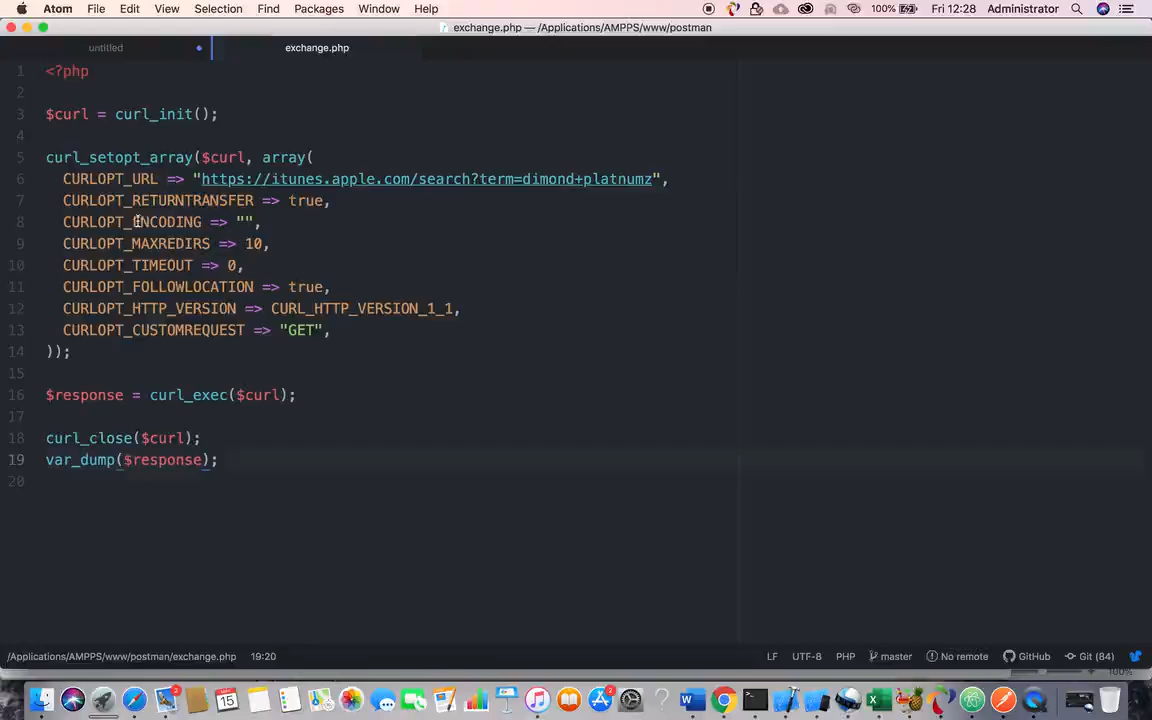 Atom File Edit View Selection Find Packages Window Help 100% Fri 12:28 Administrator
exchange.php — /Applications/AMPPS/www/postman
untitled exchange.php
1 <?php
2
3 $curl = curl_init();
4
5 curl_setopt_array($curl, array(
6 CURLOPT_URL => "https://itunes.apple.com/search?term=dimond+platnumz",
7 CURLOPT_RETURNTRANSFER => true,
8 CURLOPT_ENCODING => "",
9 CURLOPT_MAXREDIRS => 10,
10 CURLOPT_TIMEOUT => 0,
11 CURLOPT_FOLLOWLOCATION => true,
12 CURLOPT_HTTP_VERSION => CURL_HTTP_VERSION_1_1,
13 CURLOPT_CUSTOMREQUEST => "GET",
14 ));
15
16 $response = curl_exec($curl);
17
18 curl_close($curl);
19 var_dump($response);
20
/Applications/AMPPS/www/postman/exchange.php 19:20 LF UTF-8 PHP master No remote GitHub Git (84)
100%